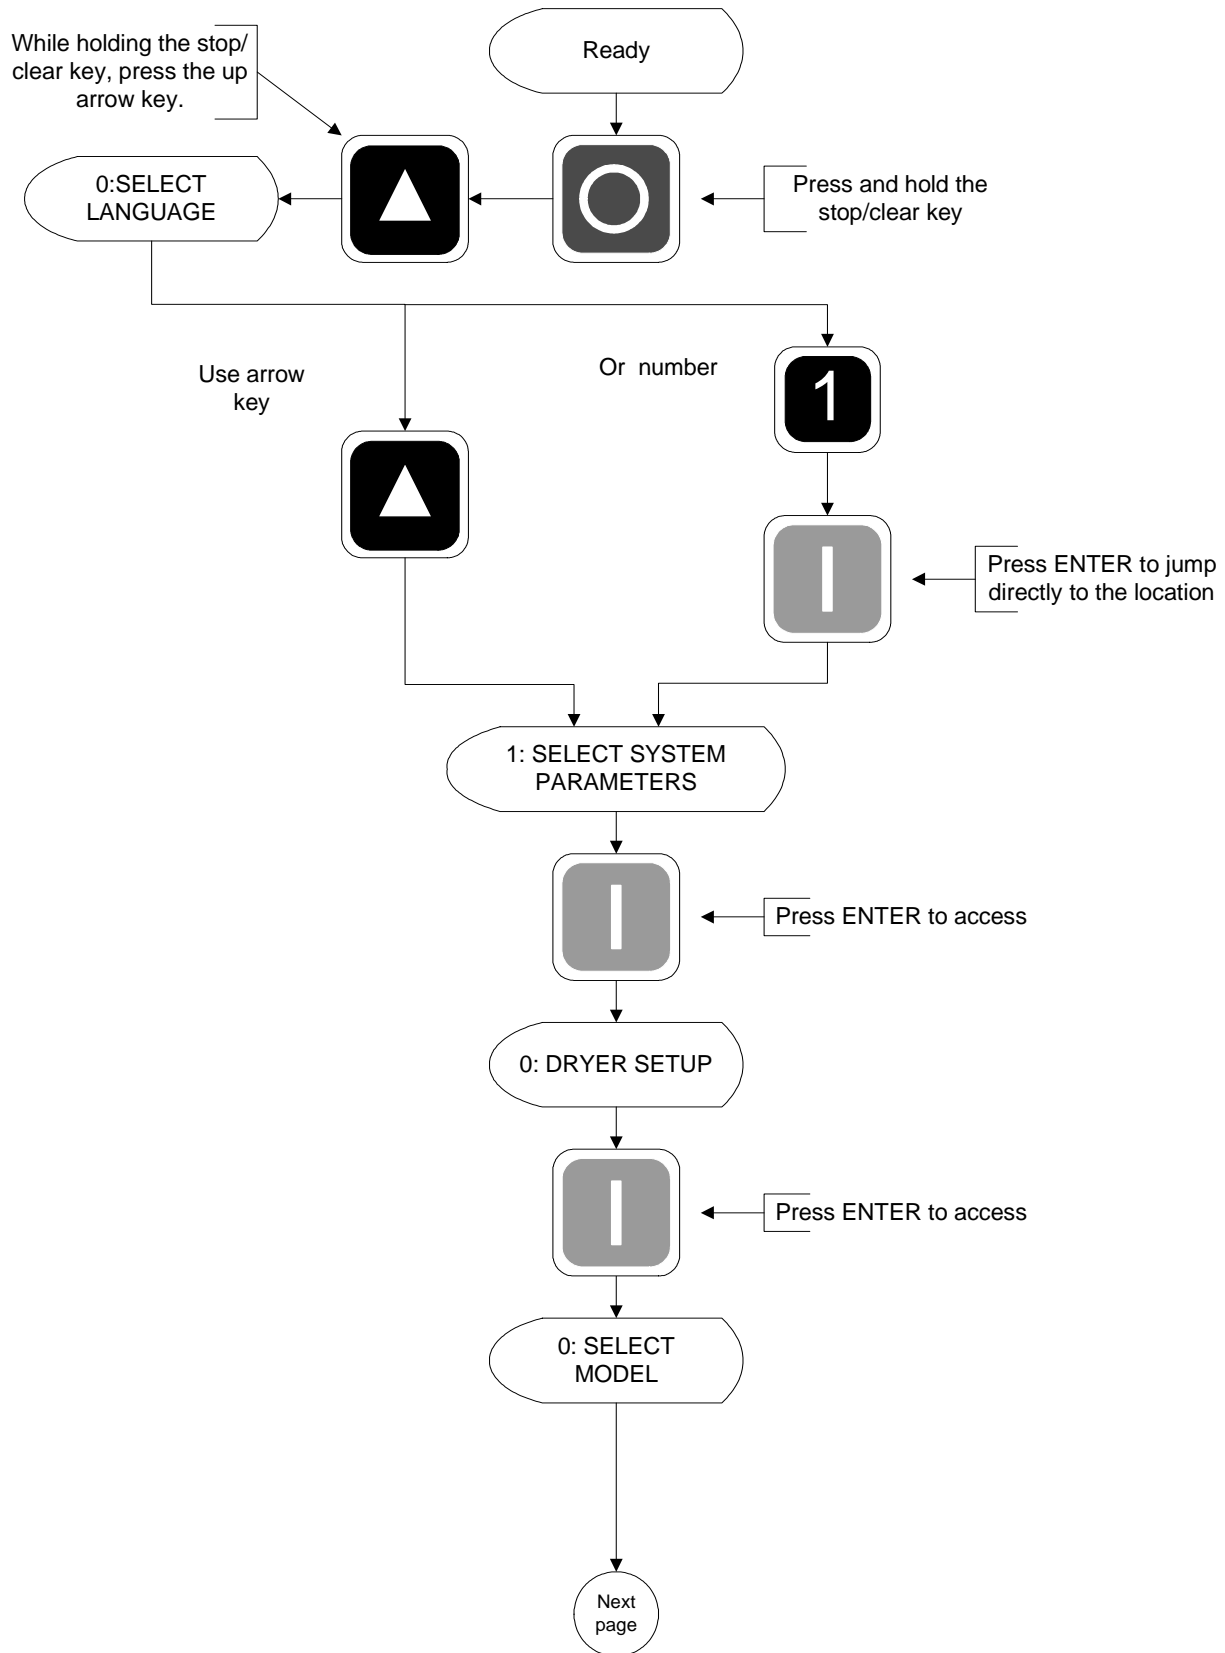 While holding the stop/
clear key, press the up
arrow key.
Ready
0:SELECT
LANGUAGE
Press and hold the
stop/clear key
Use arrow
key
Or  number
1
Press ENTER to jump
directly to the location
1: SELECT SYSTEM
PARAMETERS
Press ENTER to access
0: DRYER SETUP
Press ENTER to access
0: SELECT
MODEL
Next
page